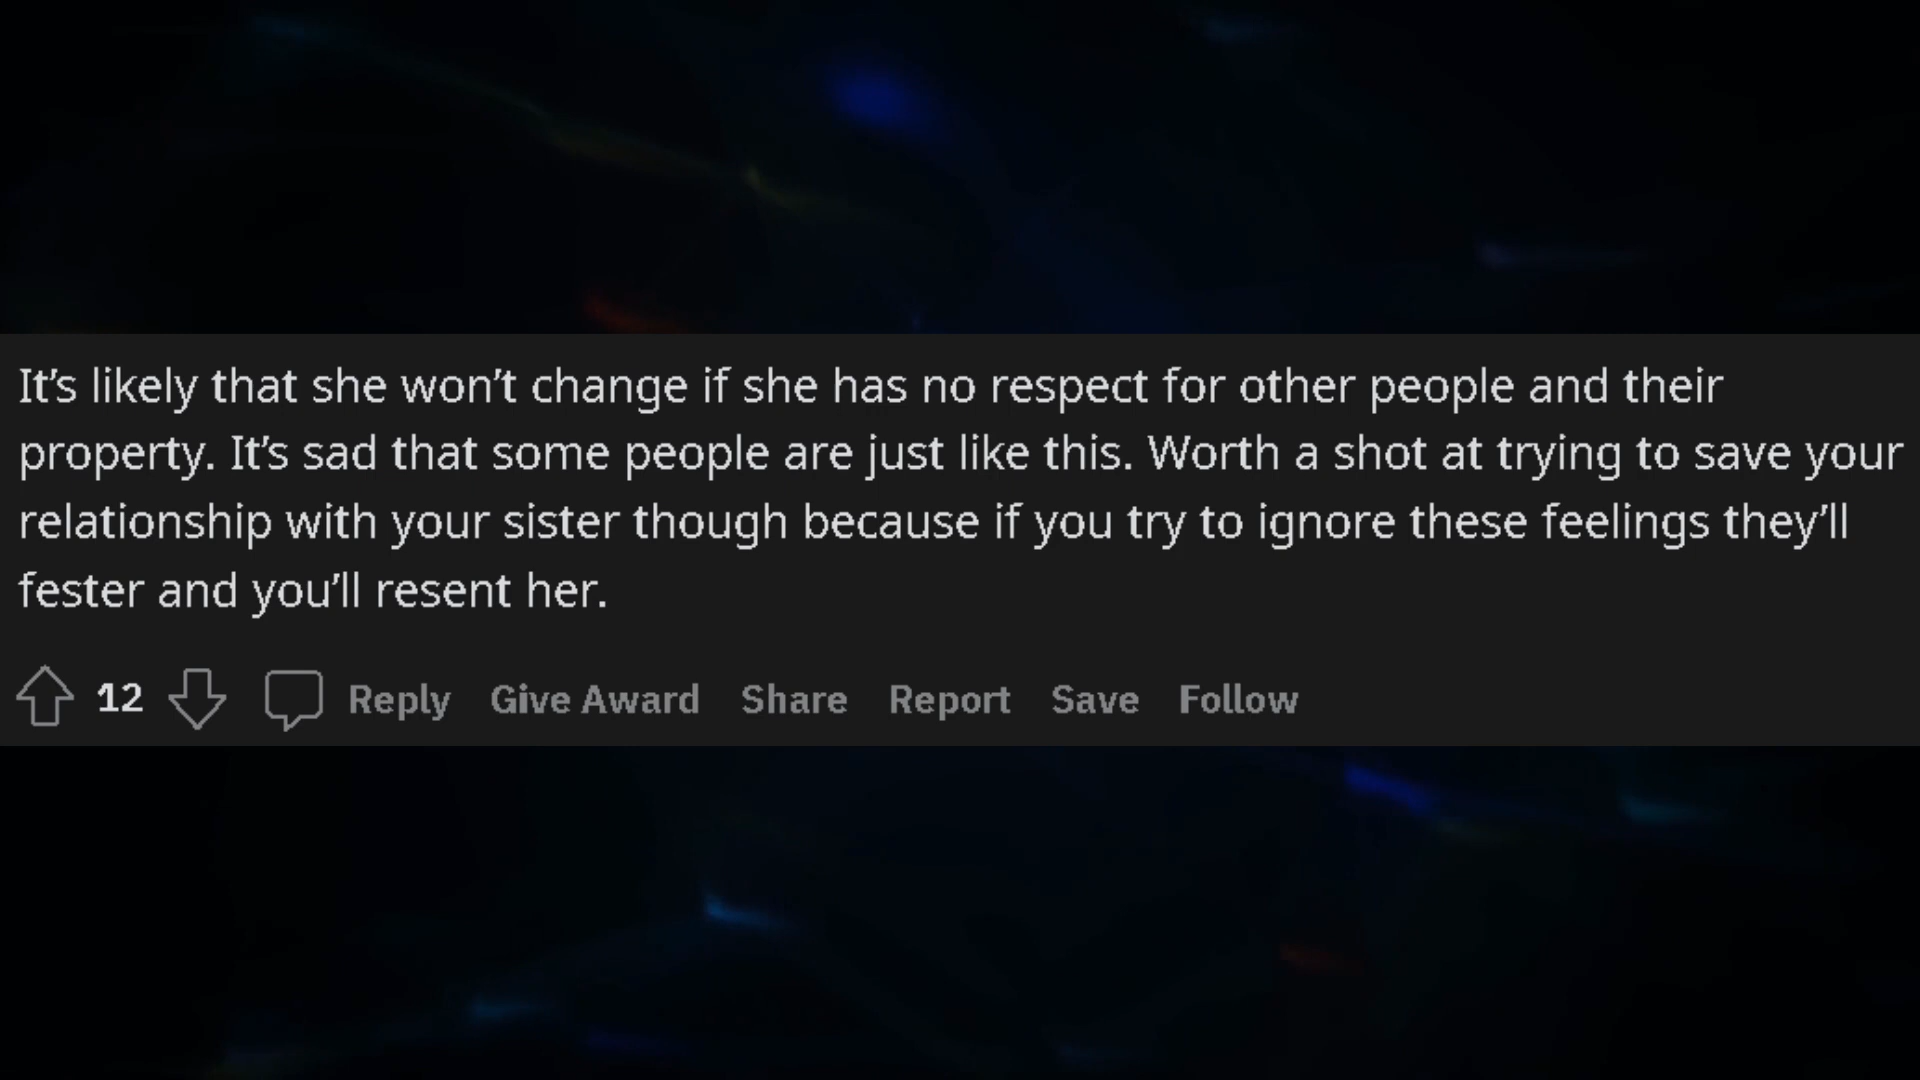 It’s likely that she won’t change if she has no respect for other people and their
property. It’s sad that some people are just like this. Worth a shot at trying to save your
relationship with your sister though because if you try to ignore these feelings they’ll
fester and you’ll resent her.
12 Reply Give Award Share Report Save Follow